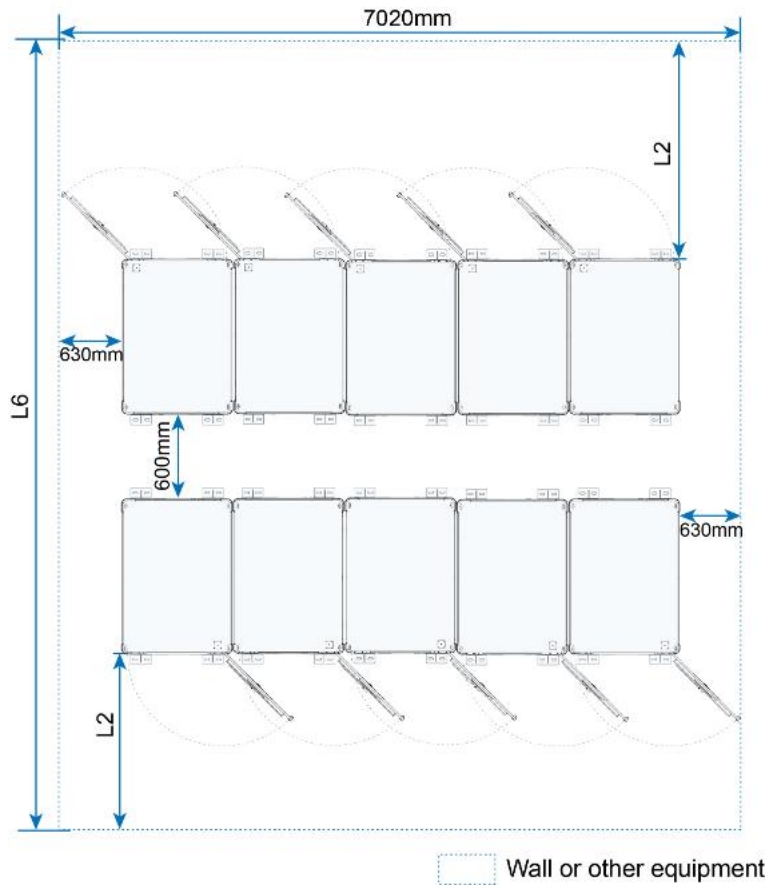 7020mm
L2
630mm
L6
600mm
630mm
L2
Wall or other equipment